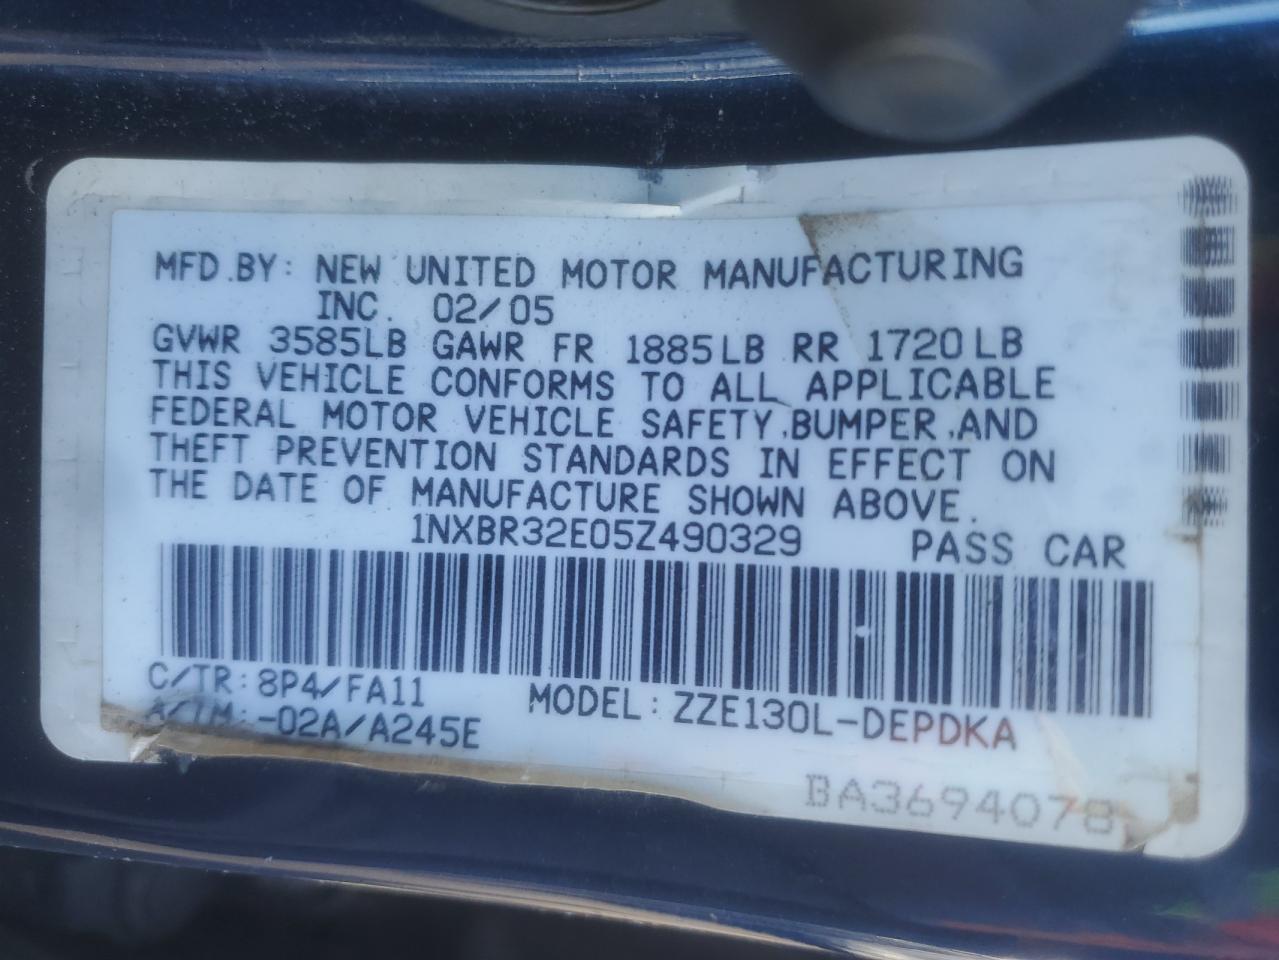 MFD.BY: NEW UNITED MOTOR MANUFACTURING
INC. 02/05
GVWR 3585LB GAWR FR 1885LB RR 1720LB
THIS VEHICLE CONFORMS TO ALL APPLICABLE
FEDERAL MOTOR VEHICLE SAFETY,BUMPER,AND
THEFT PREVENTION STANDARDS IN EFFECT ON
THE DATE OF MANUFACTURE SHOWN ABOVE.
1NXBR32E05Z490329 PASS CAR
C/TR:8P4/FA11 MODEL: ZZE130L-DEPDKA
A/TM:-02A/A245E
BA3694078